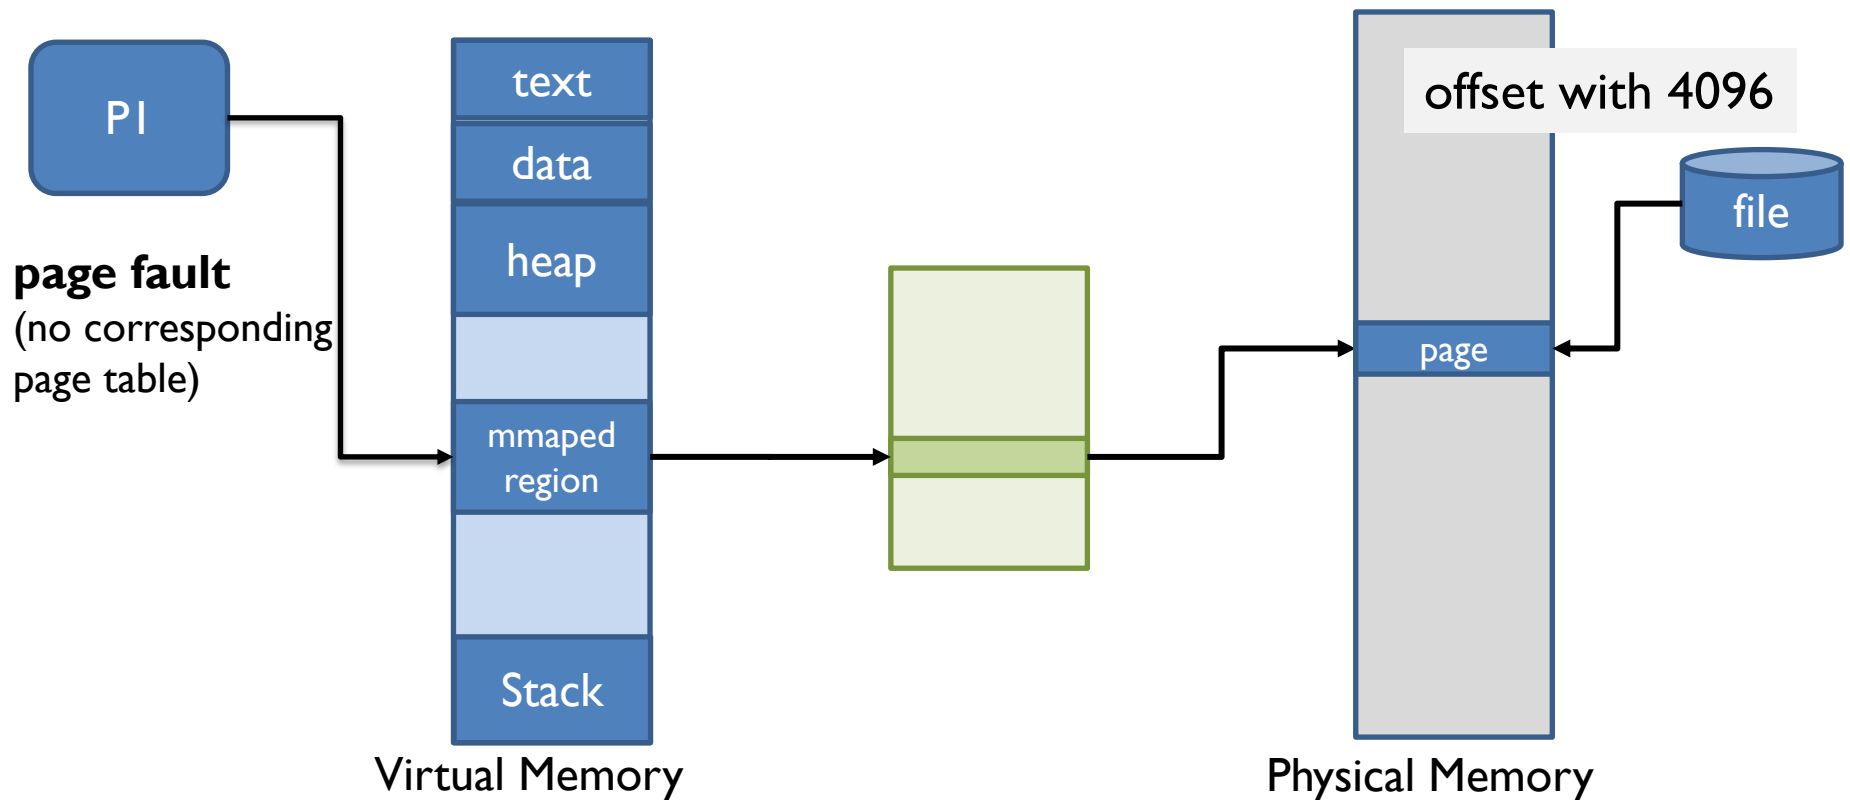 P1
page fault
(no corresponding
page table)
text
data
heap
mmaped
region
Stack
Virtual Memory
offset with 4096
file
page
Physical Memory